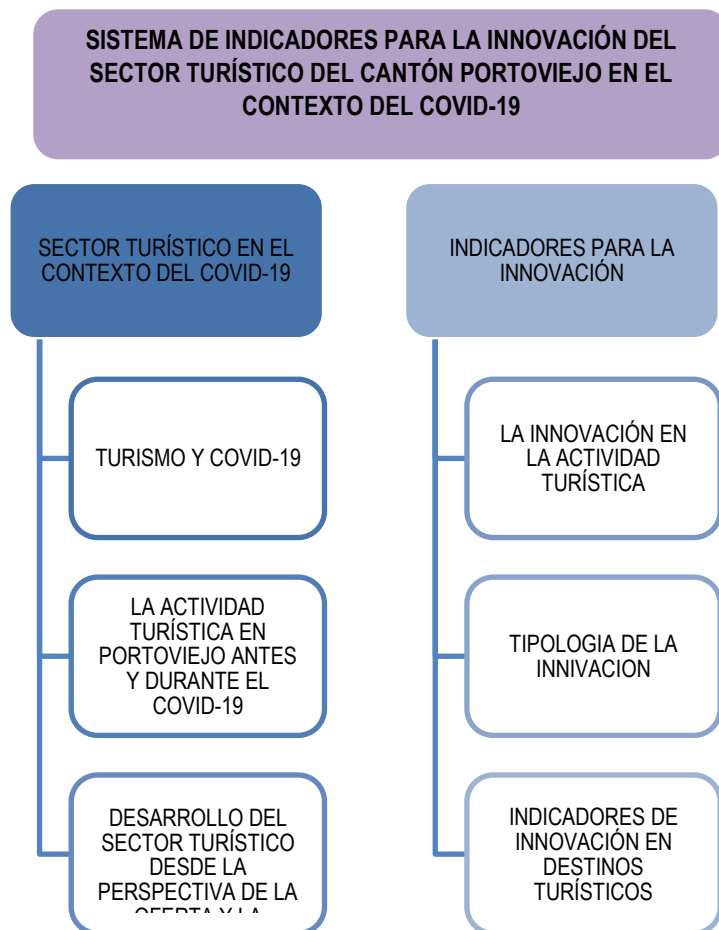 SISTEMA DE INDICADORES PARA LA INNOVACIÓN DEL
SECTOR TURÍSTICO DEL CANTÓN PORTOVIEJO EN EL
CONTEXTO DEL COVID-19
SECTOR TURÍSTICO EN EL
CONTEXTO DEL COVID-19
TURISMO Y COVID-19
LA ACTIVIDAD
TURÍSTICA EN
PORTOVIEJO ANTES
Y DURANTE EL
COVID-19
DESARROLLO DEL
SECTOR TURÍSTICO
DESDE LA
PERSPECTIVA DE LA
OFERTA Y LA
INDICADORES PARA LA
INNOVACIÓN
LA INNOVACIÓN EN
LA ACTIVIDAD
TURÍSTICA
TIPOLOGIA DE LA
INNIVACION
INDICADORES DE
INNOVACIÓN EN
DESTINOS
TURÍSTICOS